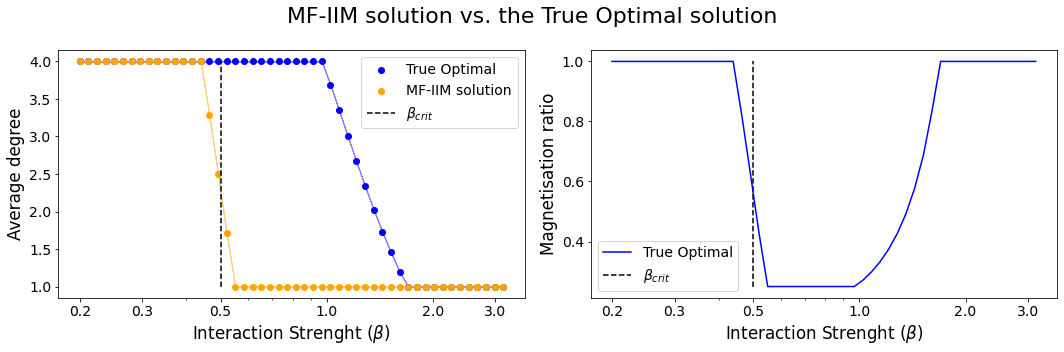 MF-IIM solution vs. the True Optimal solution
Average degree
4.0
3.5
3.0
2.5
2.0
1.5
1.0
True Optimal
MF-IIM solution
β_crit
0.2 0.3 0.5 1.0 2.0 3.0
Interaction Strenght (β)
Magnetisation ratio
1.0
0.8
0.6
0.4
True Optimal
β_crit
0.2 0.3 0.5 1.0 2.0 3.0
Interaction Strenght (β)